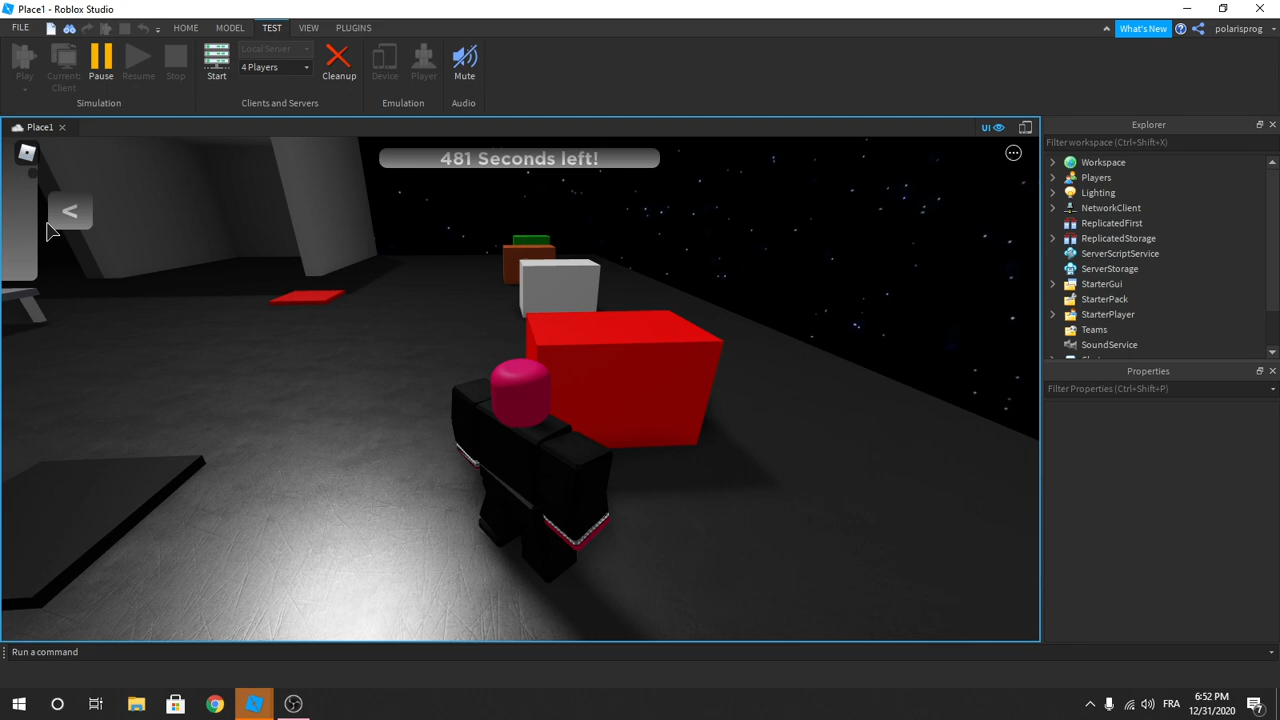 Place1 - Roblox Studio
FILE HOME MODEL TEST VIEW PLUGINS What's New polarisprog
Play Current: Client Pause Resume Stop Start Local Server 4 Players Cleanup Device Player Mute
Simulation Clients and Servers Emulation Audio
Place1 UI Explorer
Filter workspace (Ctrl+Shift+X)
481 Seconds left!
<
Workspace
Players
Lighting
NetworkClient
ReplicatedFirst
ReplicatedStorage
ServerScriptService
ServerStorage
StarterGui
StarterPack
StarterPlayer
Teams
SoundService
Properties
Filter Properties (Ctrl+Shift+P)
Run a command
FRA 6:52 PM
12/31/2020 7